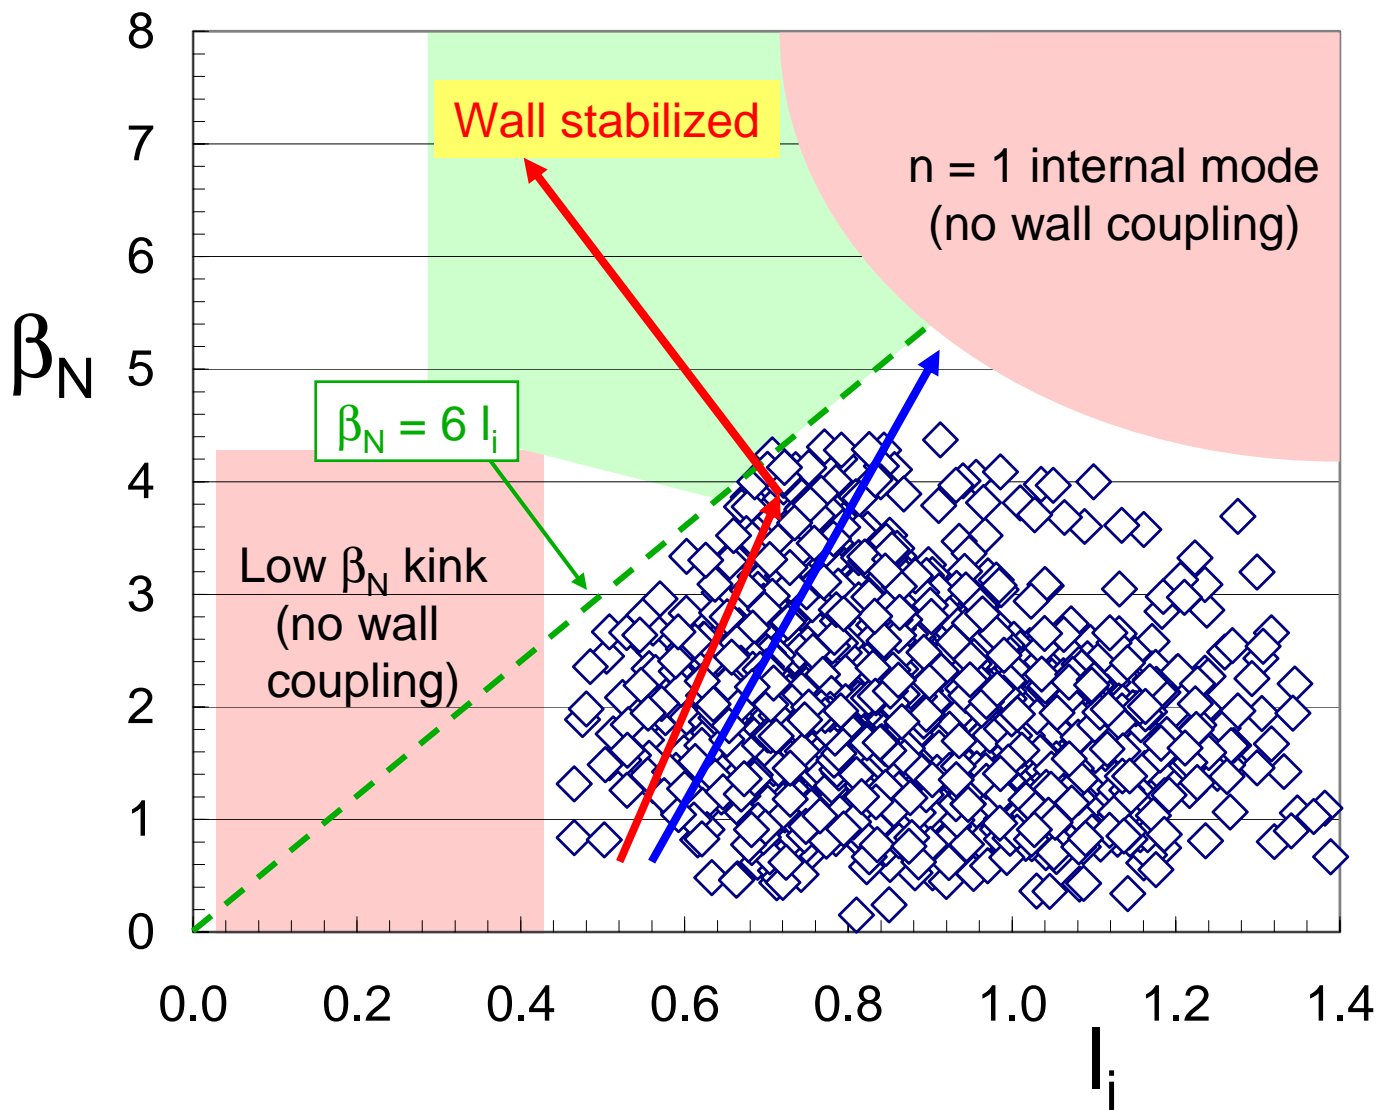 8
Wall stabilized
7
n = 1 internal mode
(no wall coupling)
6
β_N
5
β_N = 6 l_i
4
Low β_N kink
(no wall
coupling)
3
2
1
0
0.0 0.2 0.4 0.6 0.8 1.0 1.2 1.4
l_i